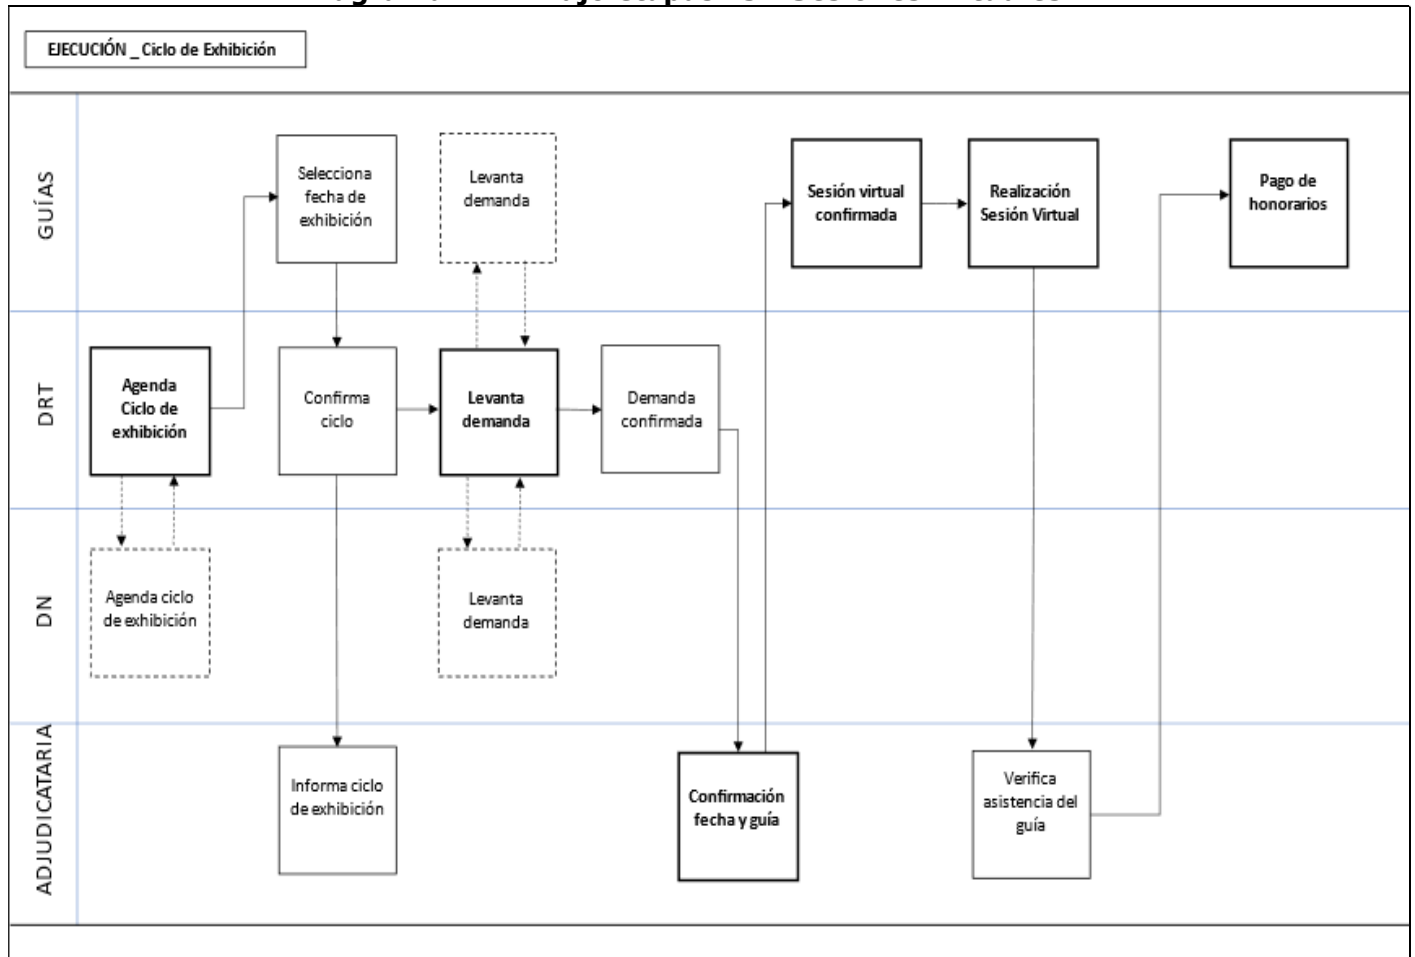 EJECUCIÓN _ Ciclo de Exhibición
GUÍAS
Selecciona
fecha de
exhibición
Levanta
demanda
Sesión virtual
confirmada
Realización
Sesión Virtual
Pago de
honorarios
DRT
Agenda
Ciclo de
exhibición
Confirma
ciclo
Levanta
demanda
Demanda
confirmada
DN
Agenda ciclo
de exhibición
Levanta
demanda
ADJUDICATARIA
Informa ciclo
de exhibición
Confirmación
fecha y guía
Verifica
asistencia del
guía